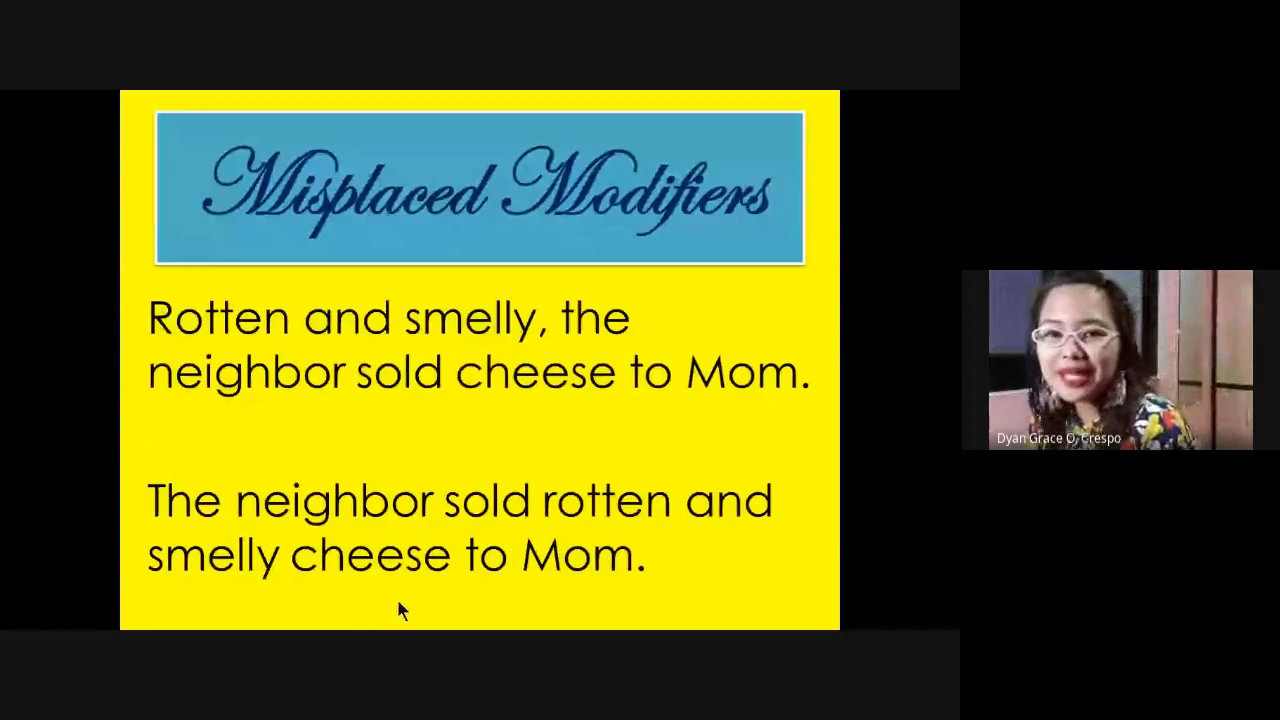 Misplaced Modifiers
Rotten and smelly, the
neighbor sold cheese to Mom.
The neighbor sold rotten and
smelly cheese to Mom.
Dyan Grace O. Crespo